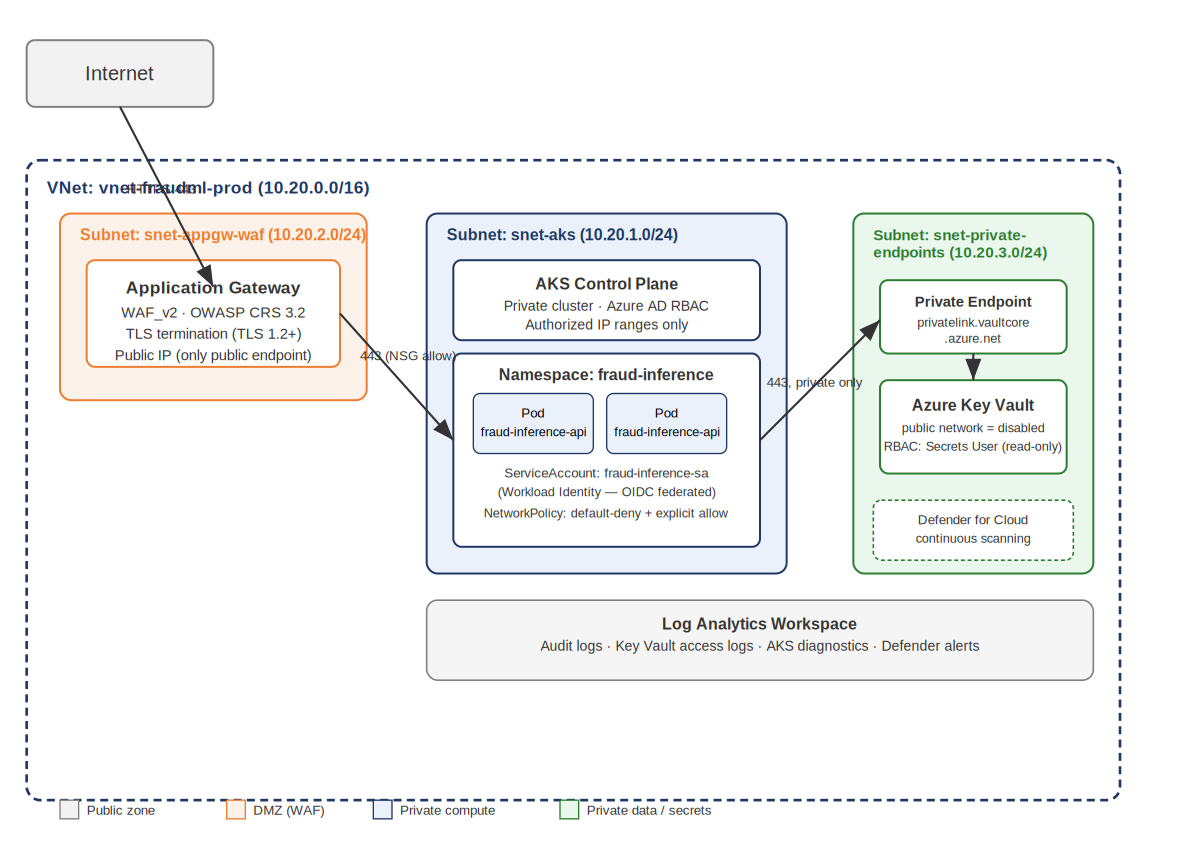 Internet
VNet: vnet-fraudml-prod (10.20.0.0/16)
Subnet: snet-appgw-waf (10.20.2.0/24)
Application Gateway
WAF_v2 · OWASP CRS 3.2
TLS termination (TLS 1.2+)
Public IP (only public endpoint)
443 (NSG allow)
Subnet: snet-aks (10.20.1.0/24)
AKS Control Plane
Private cluster · Azure AD RBAC
Authorized IP ranges only
Namespace: fraud-inference
Pod
fraud-inference-api
Pod
fraud-inference-api
ServiceAccount: fraud-inference-sa
(Workload Identity — OIDC federated)
NetworkPolicy: default-deny + explicit allow
443, private only
Subnet: snet-private-
endpoints (10.20.3.0/24)
Private Endpoint
privatelink.vaultcore
.azure.net
Azure Key Vault
public network = disabled
RBAC: Secrets User (read-only)
Defender for Cloud
continuous scanning
Log Analytics Workspace
Audit logs · Key Vault access logs · AKS diagnostics · Defender alerts
Public zone
DMZ (WAF)
Private compute
Private data / secrets